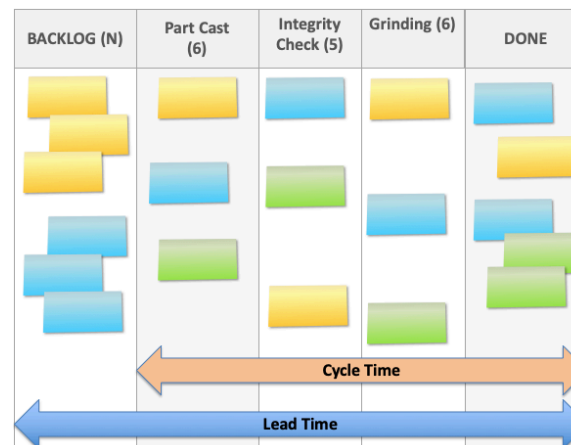 BACKLOG (N)
Part Cast
(6)
Integrity
Check (5)
Grinding (6)
DONE
Cycle Time
Lead Time